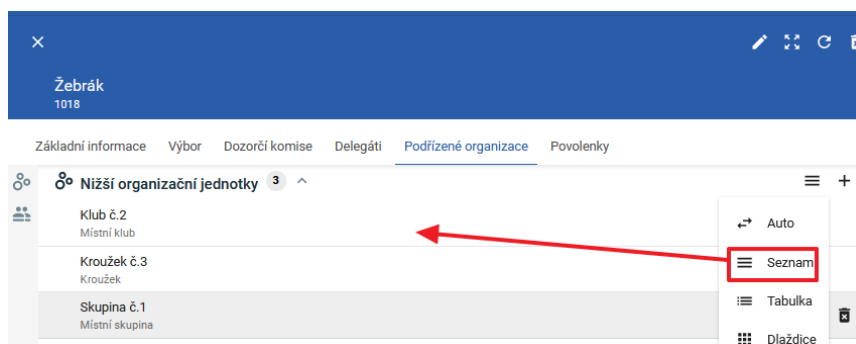 Žebrák
1018
Základní informace Výbor Dozorčí komise Delegáti Podřízené organizace Povolenky
Nižší organizační jednotky 3
Klub č.2
Místní klub
Kroužek č.3
Kroužek
Skupina č.1
Místní skupina
Auto
Seznam
Tabulka
Dlaždice